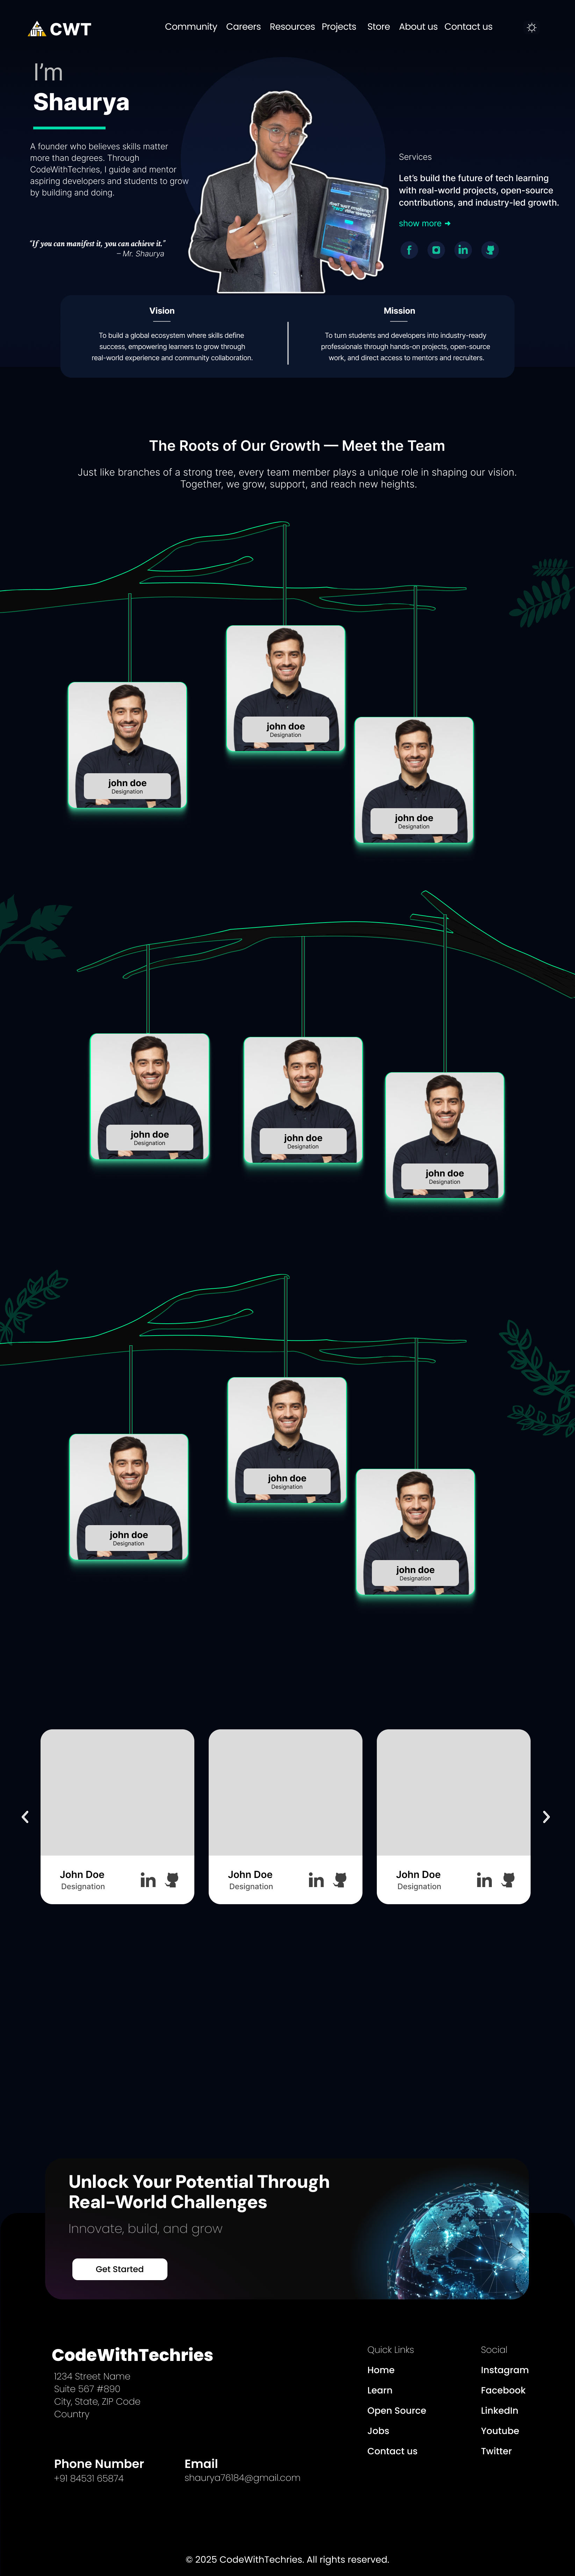 CWT
Community Careers Resources Projects Store About us Contact us
I'm
Shaurya
A founder who believes skills matter
more than degrees. Through
CodeWithTechries, I guide and mentor
aspiring developers and students to grow
by building and doing.
"If you can manifest it, you can achieve it."
– Mr. Shaurya
Services
Let's build the future of tech learning
with real-world projects, open-source
contributions, and industry-led growth.
show more
Vision
To build a global ecosystem where skills define
success, empowering learners to grow through
real-world experience and community collaboration.
Mission
To turn students and developers into industry-ready
professionals through hands-on projects, open-source
work, and direct access to mentors and recruiters.
The Roots of Our Growth — Meet the Team
Just like branches of a strong tree, every team member plays a unique role in shaping our vision.
Together, we grow, support, and reach new heights.
john doe
Designation
john doe
Designation
john doe
Designation
john doe
Designation
john doe
Designation
john doe
Designation
john doe
Designation
john doe
Designation
john doe
Designation
John Doe
Designation
John Doe
Designation
John Doe
Designation
Unlock Your Potential Through
Real-World Challenges
Innovate, build, and grow
Get Started
CodeWithTechries
1234 Street Name
Suite 567 #890
City, State, ZIP Code
Country
Phone Number
+91 84531 65874
Email
shaurya76184@gmail.com
Quick Links
Home
Learn
Open Source
Jobs
Contact us
Social
Instagram
Facebook
LinkedIn
Youtube
Twitter
© 2025 CodeWithTechries. All rights reserved.